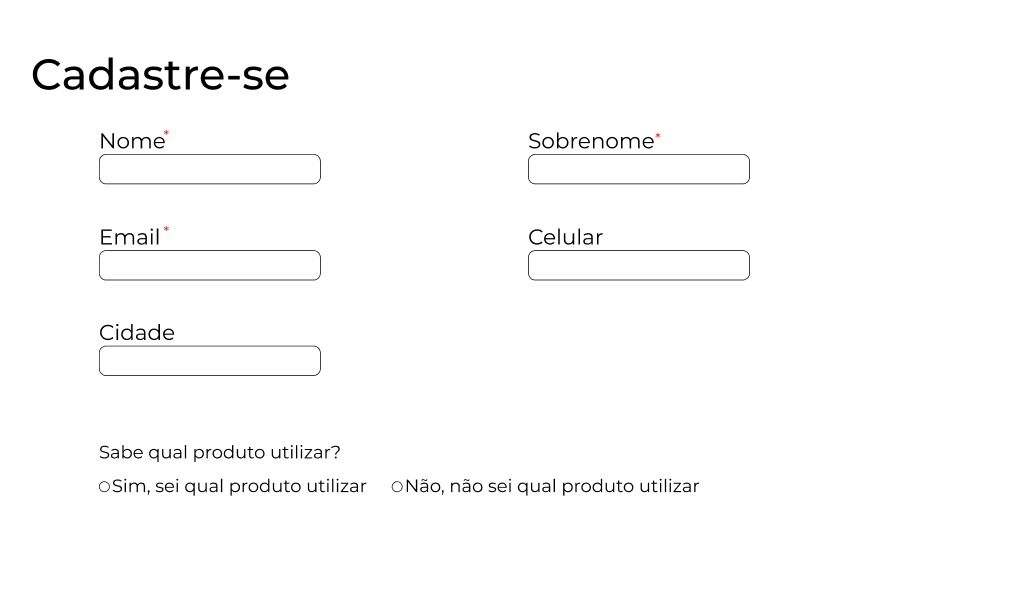 Cadastre-se
Nome*
Sobrenome*
Email *
Celular
Cidade
Sabe qual produto utilizar?
Sim, sei qual produto utilizar
Não, não sei qual produto utilizar